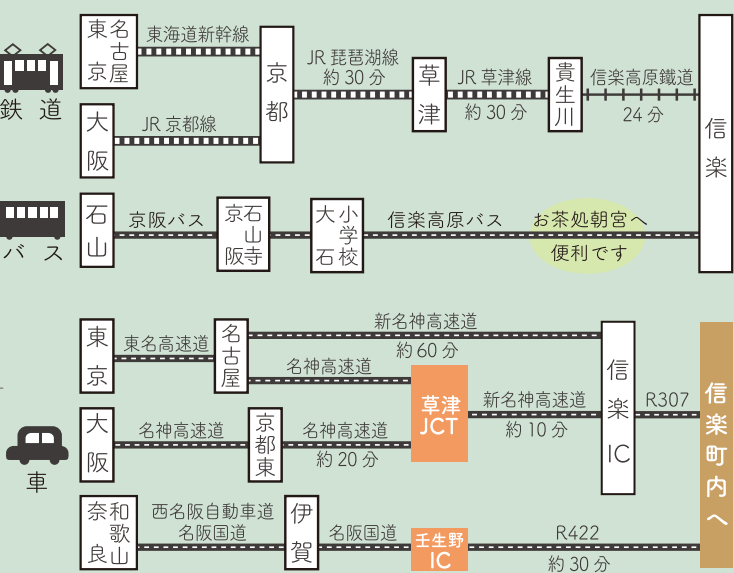 鉄道
東京
名古屋
東海道新幹線
大阪
JR 京都線
京都
JR 琵琶湖線
約 30 分
草津
JR 草津線
約 30 分
貴生川
信楽高原鐵道
24 分
信楽
バス
石山
京阪バス
京阪
石山寺
大石
小学校
信楽高原バス
お茶処朝宮へ
便利です
車
東京
東名高速道
名古屋
新名神高速道
約 60 分
名神高速道
大阪
名神高速道
京都東
名神高速道
約 20 分
草津
JCT
新名神高速道
約 10 分
信楽
IC
R307
信楽町内へ
奈良
和歌山
西名阪自動車道
名阪国道
伊賀
名阪国道
壬生野
IC
R422
約 30 分